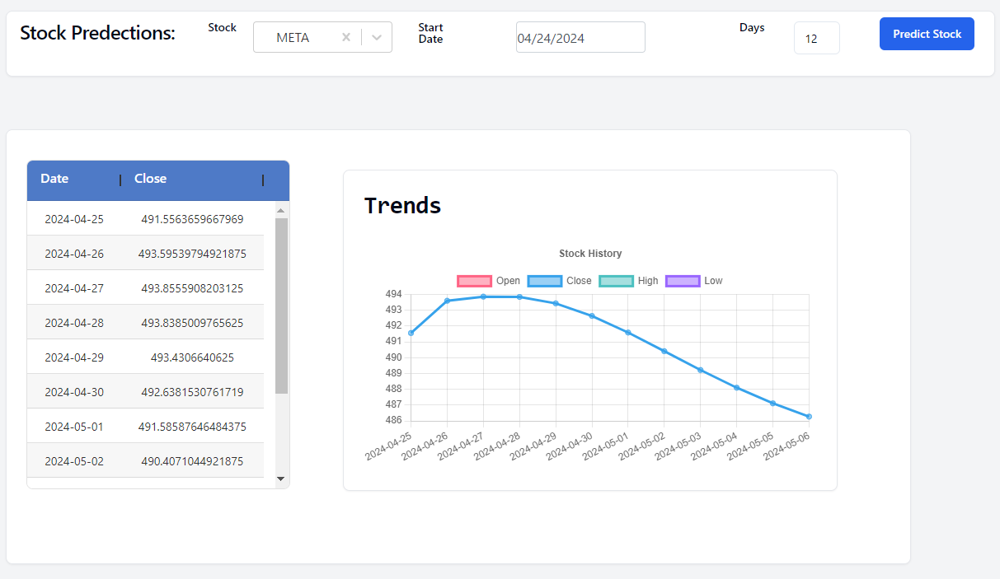 Stock Predections:
Stock
META
Start
Date
04/24/2024
Days
12
Predict Stock
Date Close
2024-04-25 491.5563659667969
2024-04-26 493.59539794921875
2024-04-27 493.8555908203125
2024-04-28 493.8385009765625
2024-04-29 493.4306640625
2024-04-30 492.6381530761719
2024-05-01 491.58587646484375
2024-05-02 490.4071044921875
Trends
Stock History
Open Close High Low
494
493
492
491
490
489
488
487
486
2024-04-25 2024-04-26 2024-04-27 2024-04-28 2024-04-29 2024-04-30 2024-05-01 2024-05-02 2024-05-03 2024-05-04 2024-05-05 2024-05-06